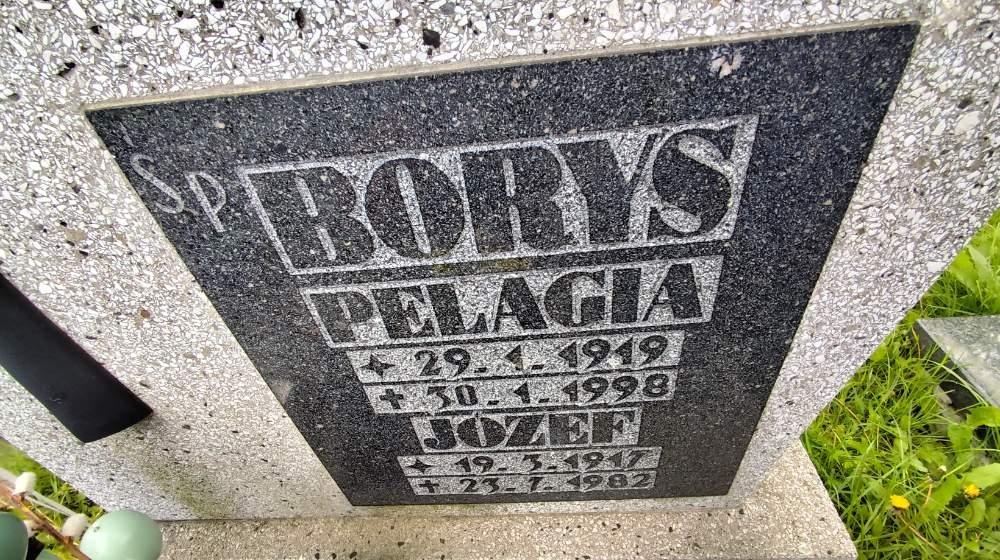 Śp BORYS
PELAGIA
29.1.1919
+ 30.1.1998
JÓZEF
19.3.1917
+ 23.7.1982